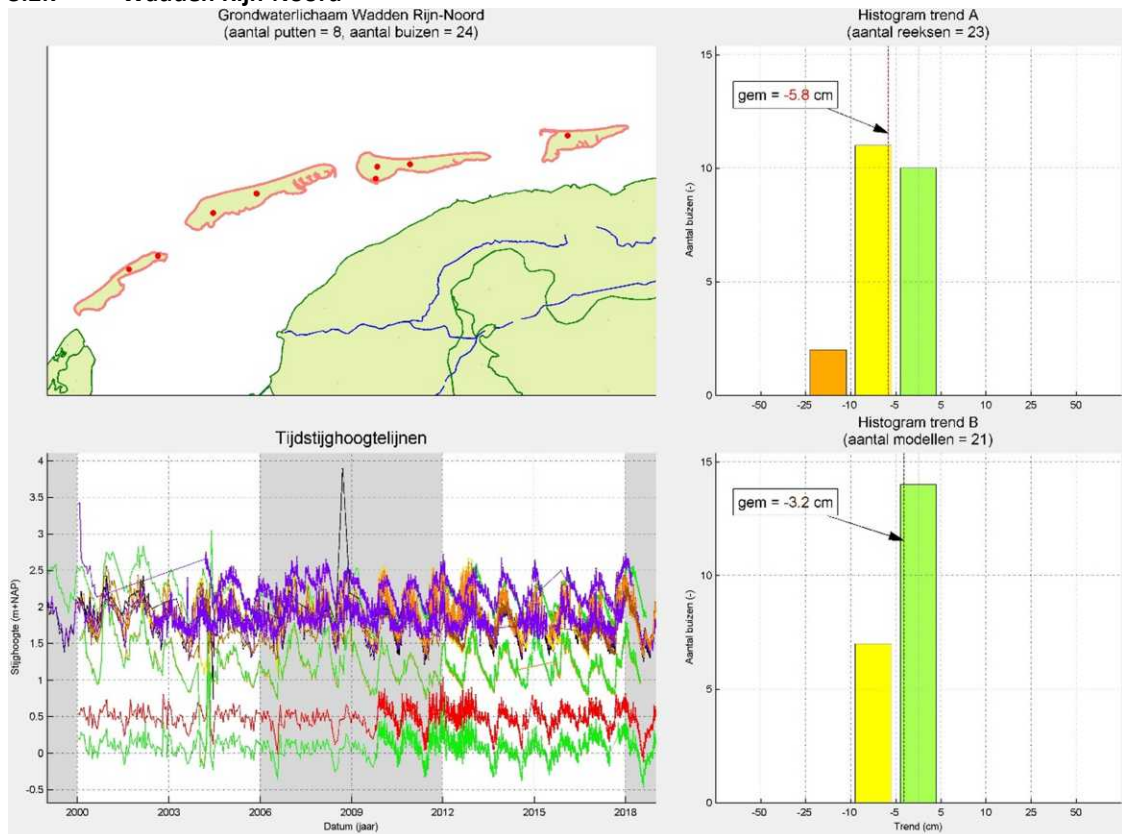 Wadden Rijn-Noord
Grondwaterlichaam Wadden Rijn-Noord
(aantal putten = 8, aantal buizen = 24)
Histogram trend A
(aantal reeksen = 23)
15
10
5
0
Aantal buizen (-)
gem = -5.8 cm
-50 -25 -10 -5 5 10 25 50
Tijdstijghoogtelijnen
4
3.5
3
2.5
2
1.5
1
0.5
0
-0.5
Stijghoogte (m+NAP)
2000 2003 2006 2009 2012 2015 2018
Datum (jaar)
Histogram trend B
(aantal modellen = 21)
15
10
5
0
Aantal buizen (-)
gem = -3.2 cm
-50 -25 -10 -5 5 10 25 50
Trend (cm)